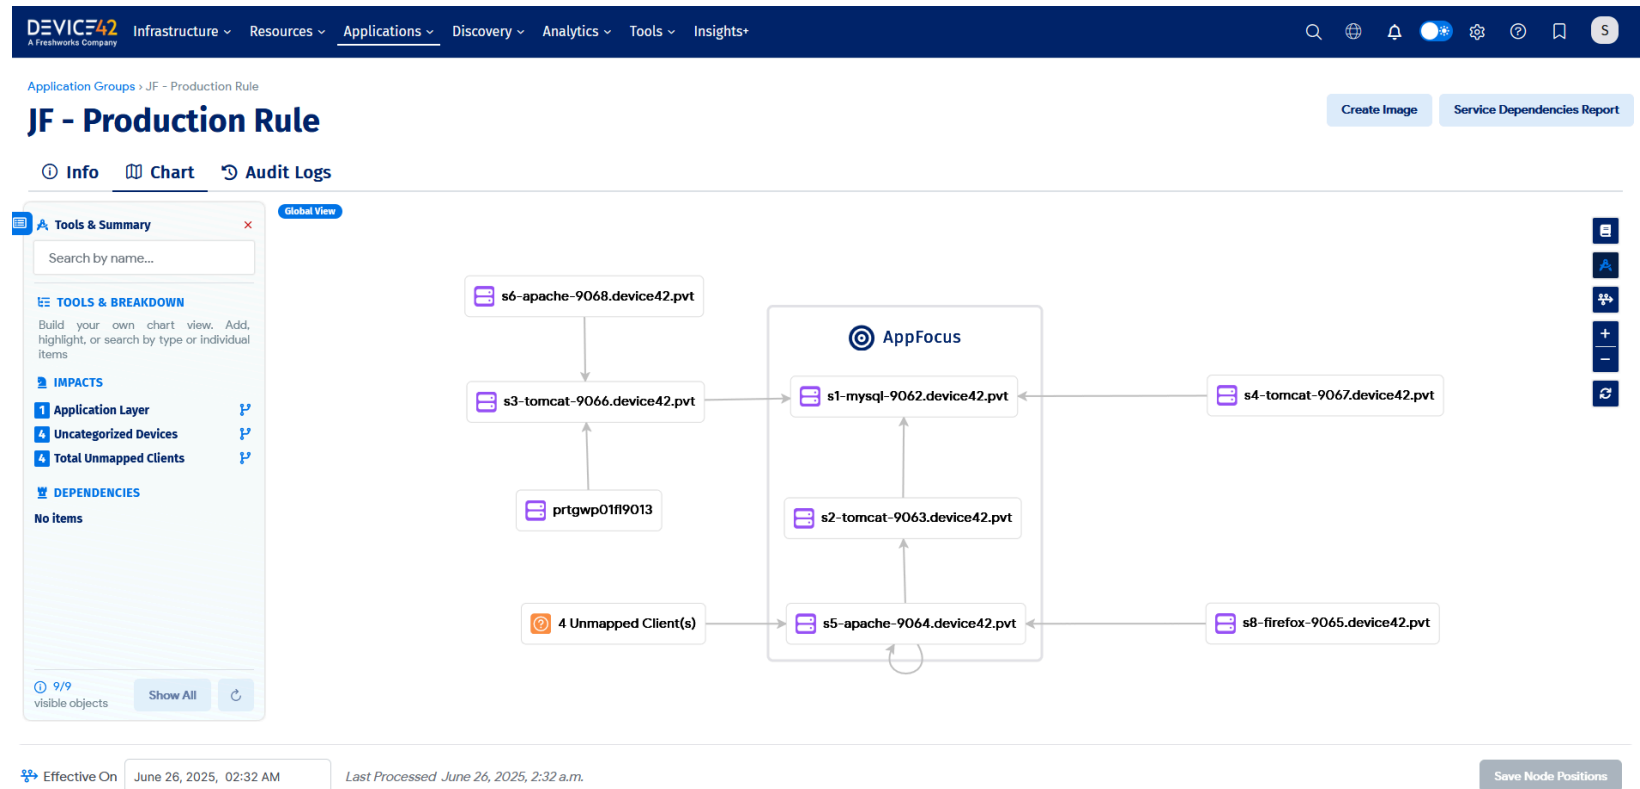 DEVICE42
A Freshworks Company
Infrastructure
Resources
Applications
Discovery
Analytics
Tools
Insights+
S
Application Groups › JF - Production Rule
JF - Production Rule
Create Image
Service Dependencies Report
Info
Chart
Audit Logs
Tools & Summary
Search by name...
TOOLS & BREAKDOWN
Build your own chart view. Add,
highlight, or search by type or individual
items
IMPACTS
1 Application Layer
4 Uncategorized Devices
4 Total Unmapped Clients
DEPENDENCIES
No items
9/9
visible objects
Show All
Global View
s6-apache-9068.device42.pvt
AppFocus
s3-tomcat-9066.device42.pvt
s1-mysql-9062.device42.pvt
s4-tomcat-9067.device42.pvt
prtgwp01fl9013
s2-tomcat-9063.device42.pvt
4 Unmapped Client(s)
s5-apache-9064.device42.pvt
s8-firefox-9065.device42.pvt
Effective On
June 26, 2025, 02:32 AM
Last Processed June 26, 2025, 2:32 a.m.
Save Node Positions